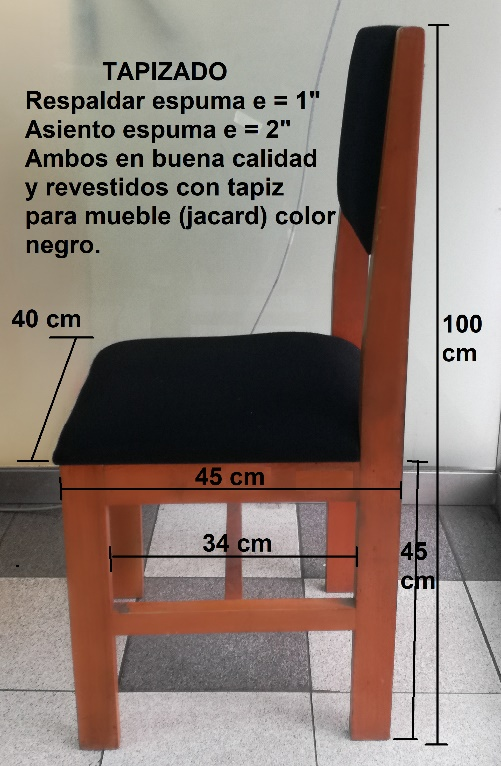 TAPIZADO
Respaldar espuma e = 1"
Asiento espuma e = 2"
Ambos en buena calidad
y revestidos con tapiz
para mueble (jacard) color
negro.
40 cm
100
cm
45 cm
34 cm
45
cm